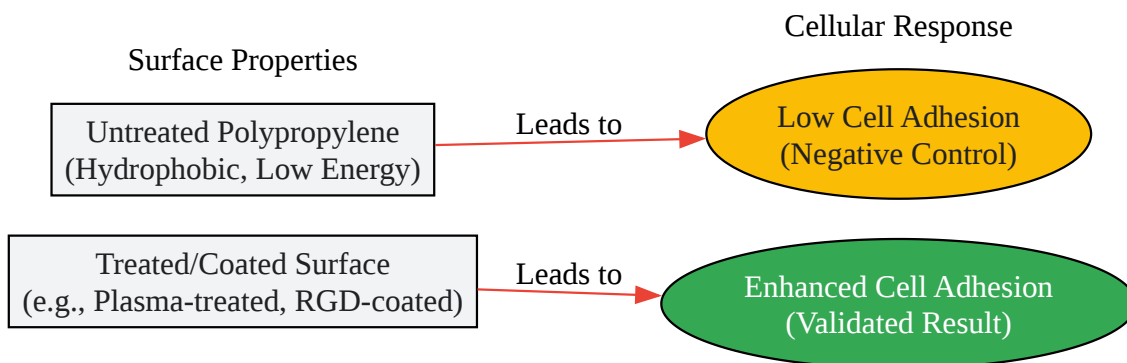 Cellular Response
Surface Properties
Untreated Polypropylene
(Hydrophobic, Low Energy)
Leads to
Low Cell Adhesion
(Negative Control)
Treated/Coated Surface
(e.g., Plasma-treated, RGD-coated)
Leads to
Enhanced Cell Adhesion
(Validated Result)